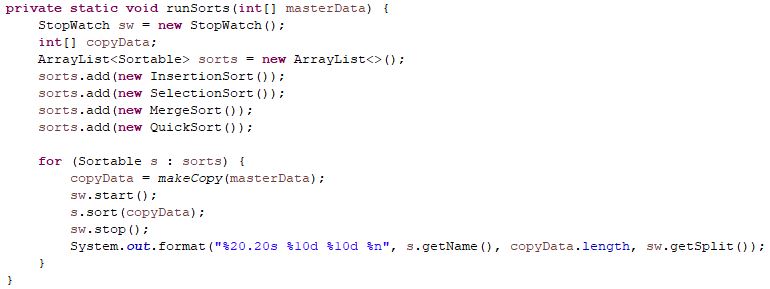 private static void runSorts(int[] masterData) {
    StopWatch sw = new StopWatch();
    int[] copyData;
    ArrayList<Sortable> sorts = new ArrayList<>();
    sorts.add(new InsertionSort());
    sorts.add(new SelectionSort());
    sorts.add(new MergeSort());
    sorts.add(new QuickSort());

    for (Sortable s : sorts) {
        copyData = makeCopy(masterData);
        sw.start();
        s.sort(copyData);
        sw.stop();
        System.out.format("%20.20s %10d %10d %n", s.getName(), copyData.length, sw.getSplit());
    }
}